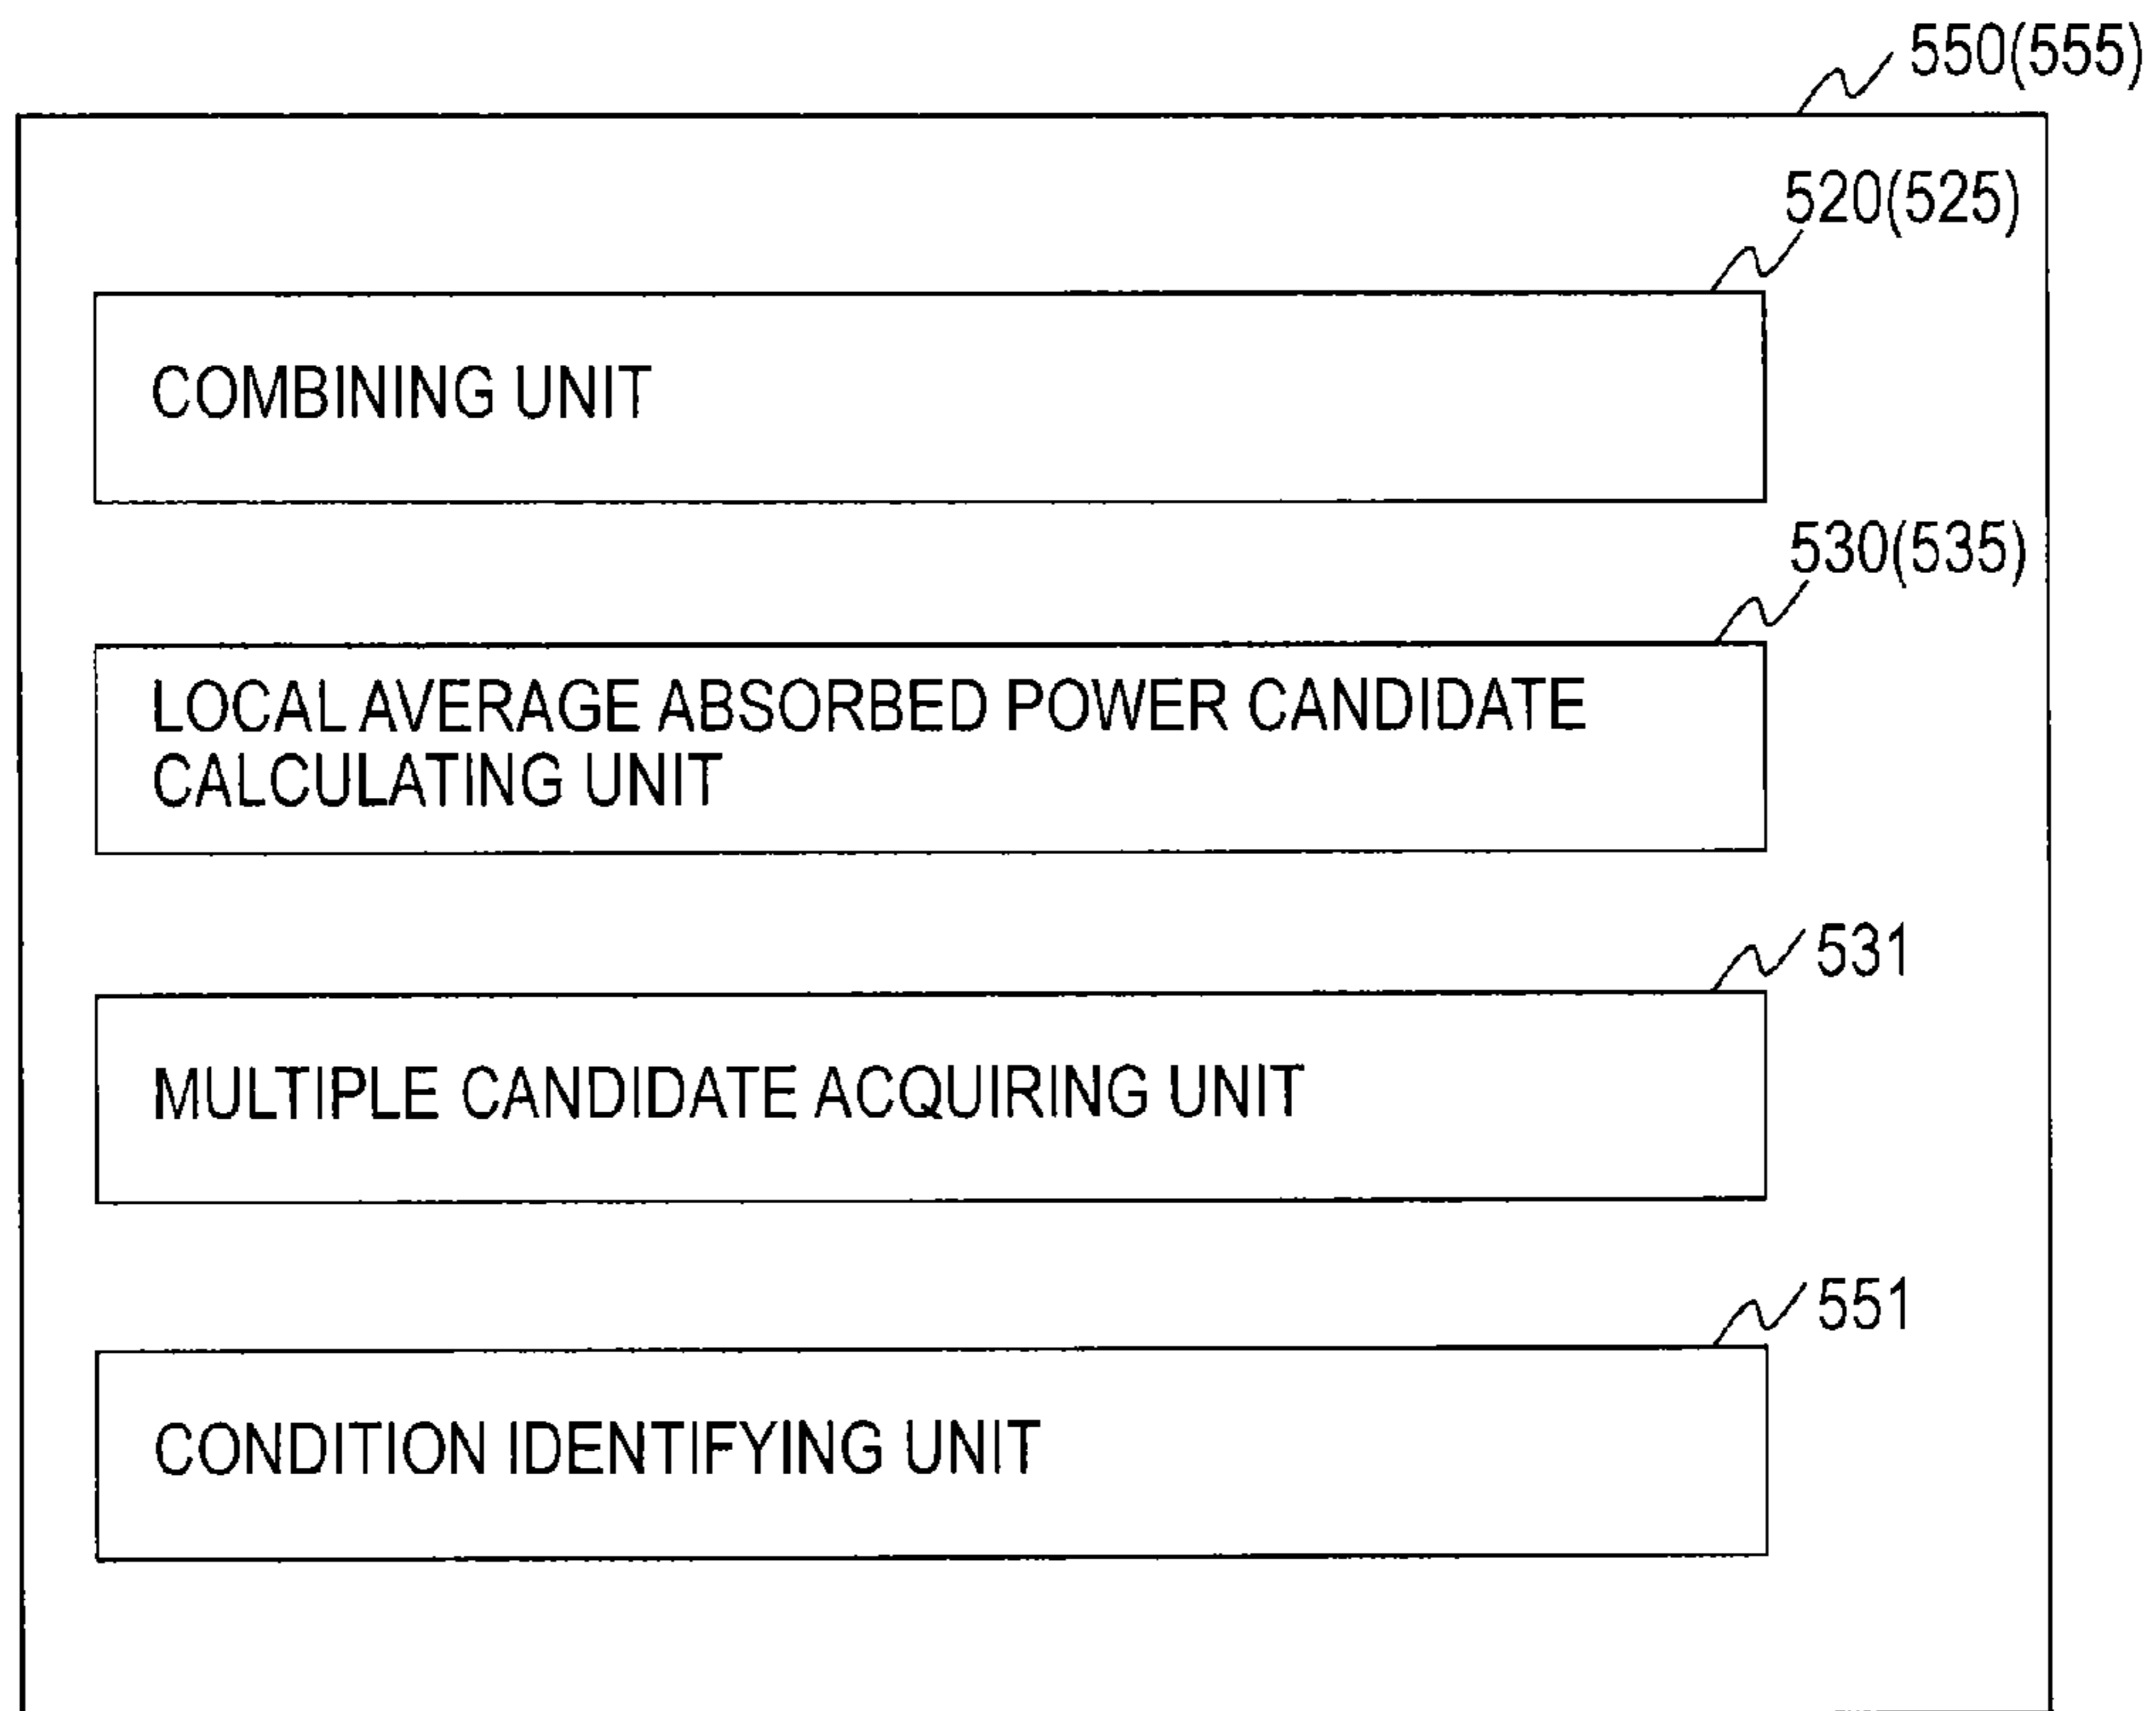 550(555)
520(525)
COMBINING UNIT
530(535)
LOCAL AVERAGE ABSORBED POWER CANDIDATE
CALCULATING UNIT
531
MULTIPLE CANDIDATE ACQUIRING UNIT
551
CONDITION IDENTIFYING UNIT